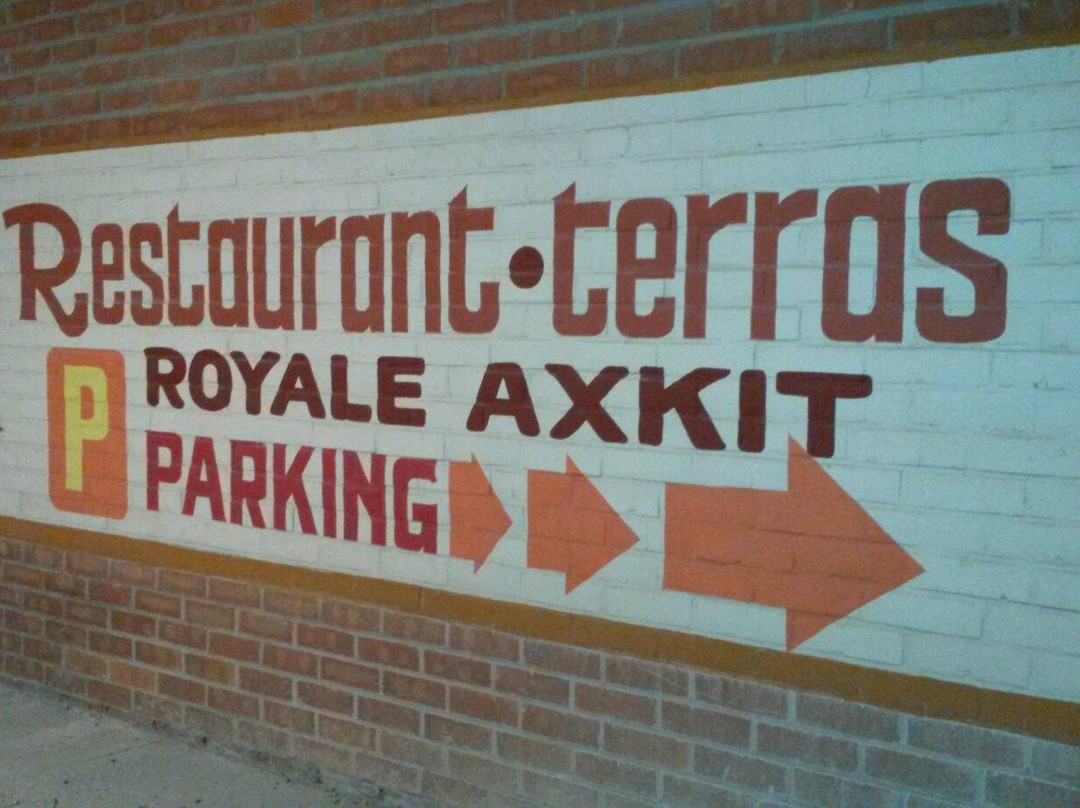 Restaurant • terras
P ROYALE AXKIT
PARKING